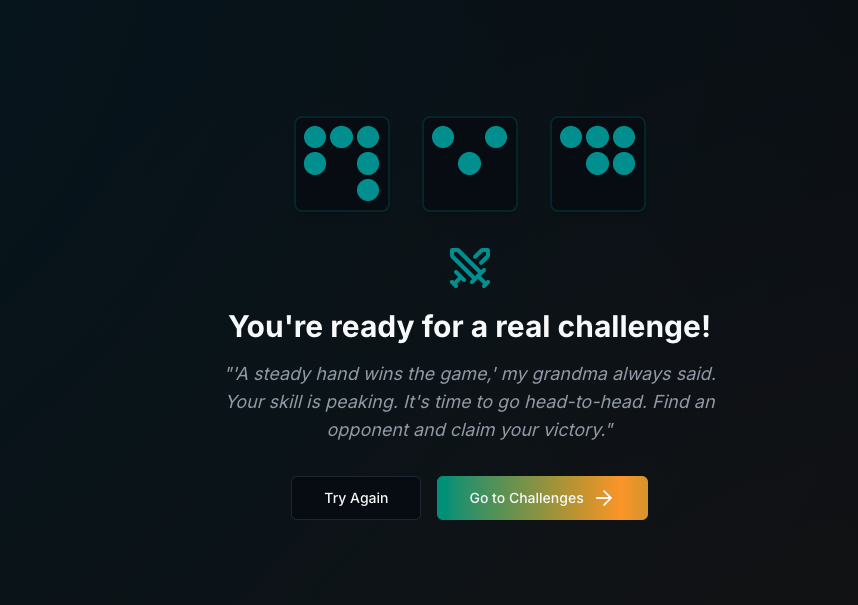 You're ready for a real challenge!
"'A steady hand wins the game,' my grandma always said.
Your skill is peaking. It's time to go head-to-head. Find an
opponent and claim your victory."
Try Again
Go to Challenges